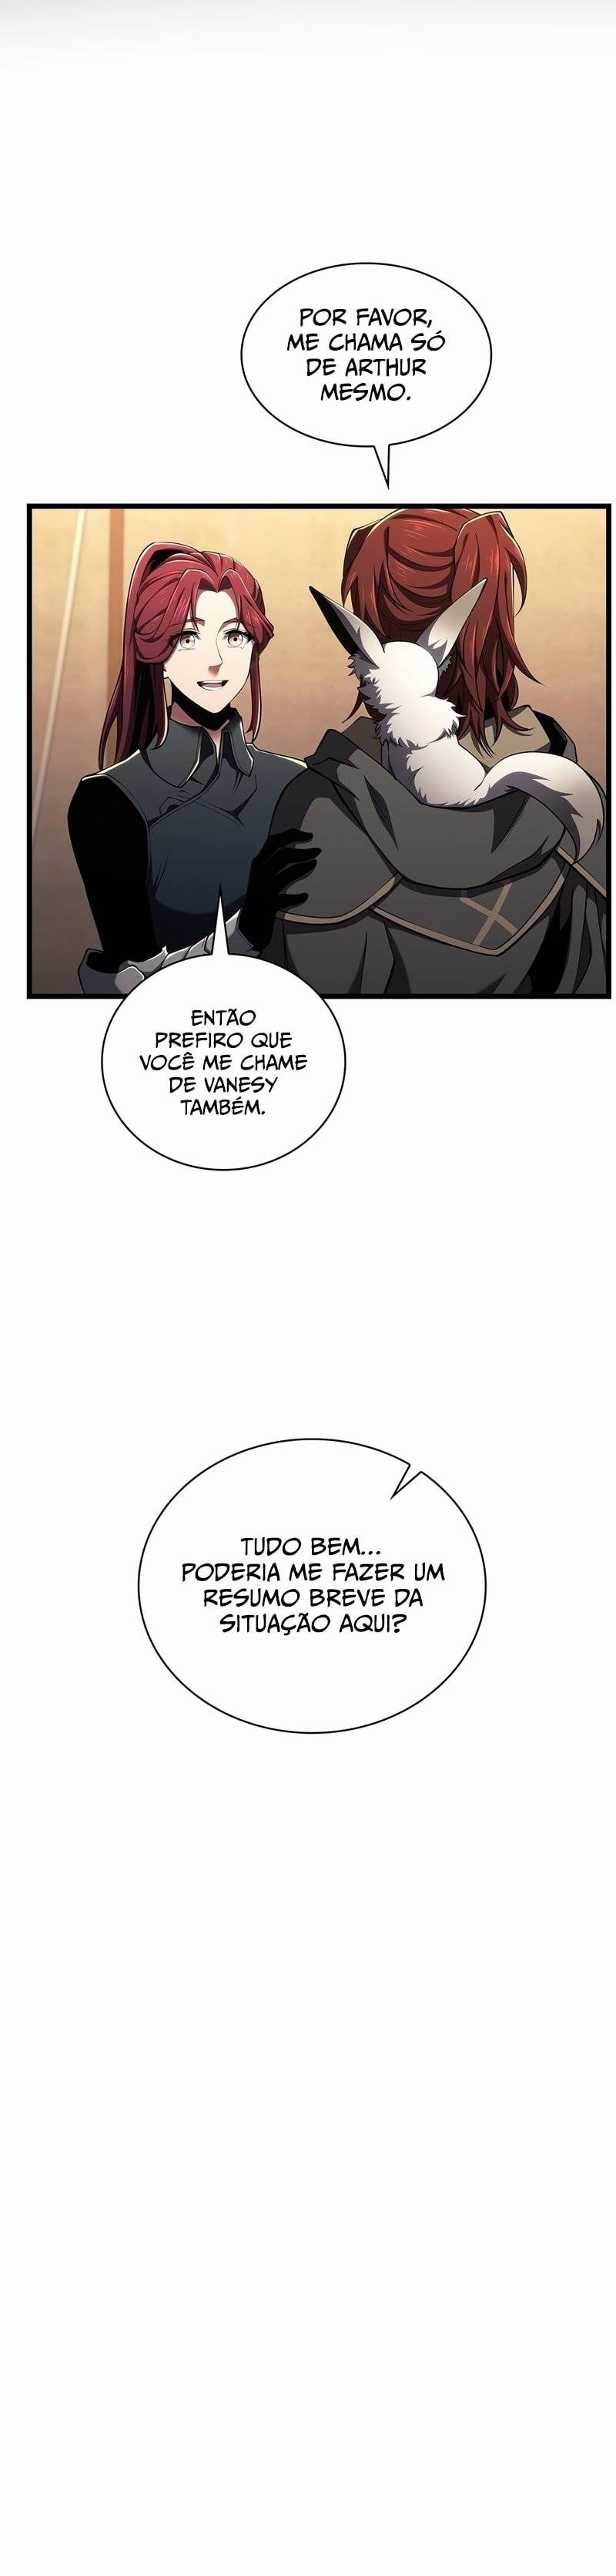 POR FAVOR,
ME CHAMA SÓ
DE ARTHUR
MESMO.
ENTÃO
PREFIRO QUE
VOCÊ ME CHAME
DE VANESY
TAMBÉM.
TUDO BEM...
PODERIA ME FAZER UM
RESUMO BREVE DA
SITUAÇÃO AQUI?